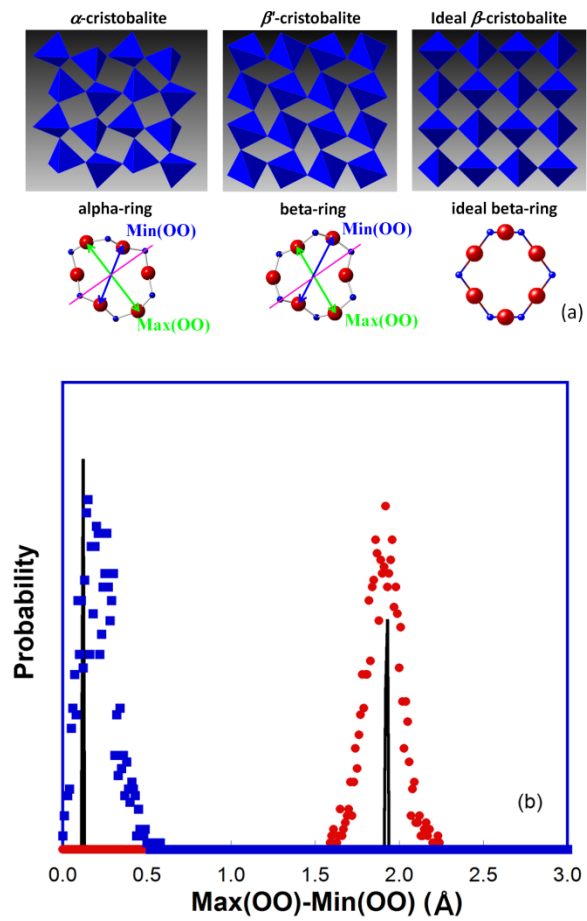 α-cristobalite β'-cristobalite Ideal β-cristobalite
alpha-ring beta-ring ideal beta-ring
Min(OO) Min(OO)
Max(OO) Max(OO) (a)
Probability
(b)
0.0 0.5 1.0 1.5 2.0 2.5 3.0
Max(OO)-Min(OO) (Å)